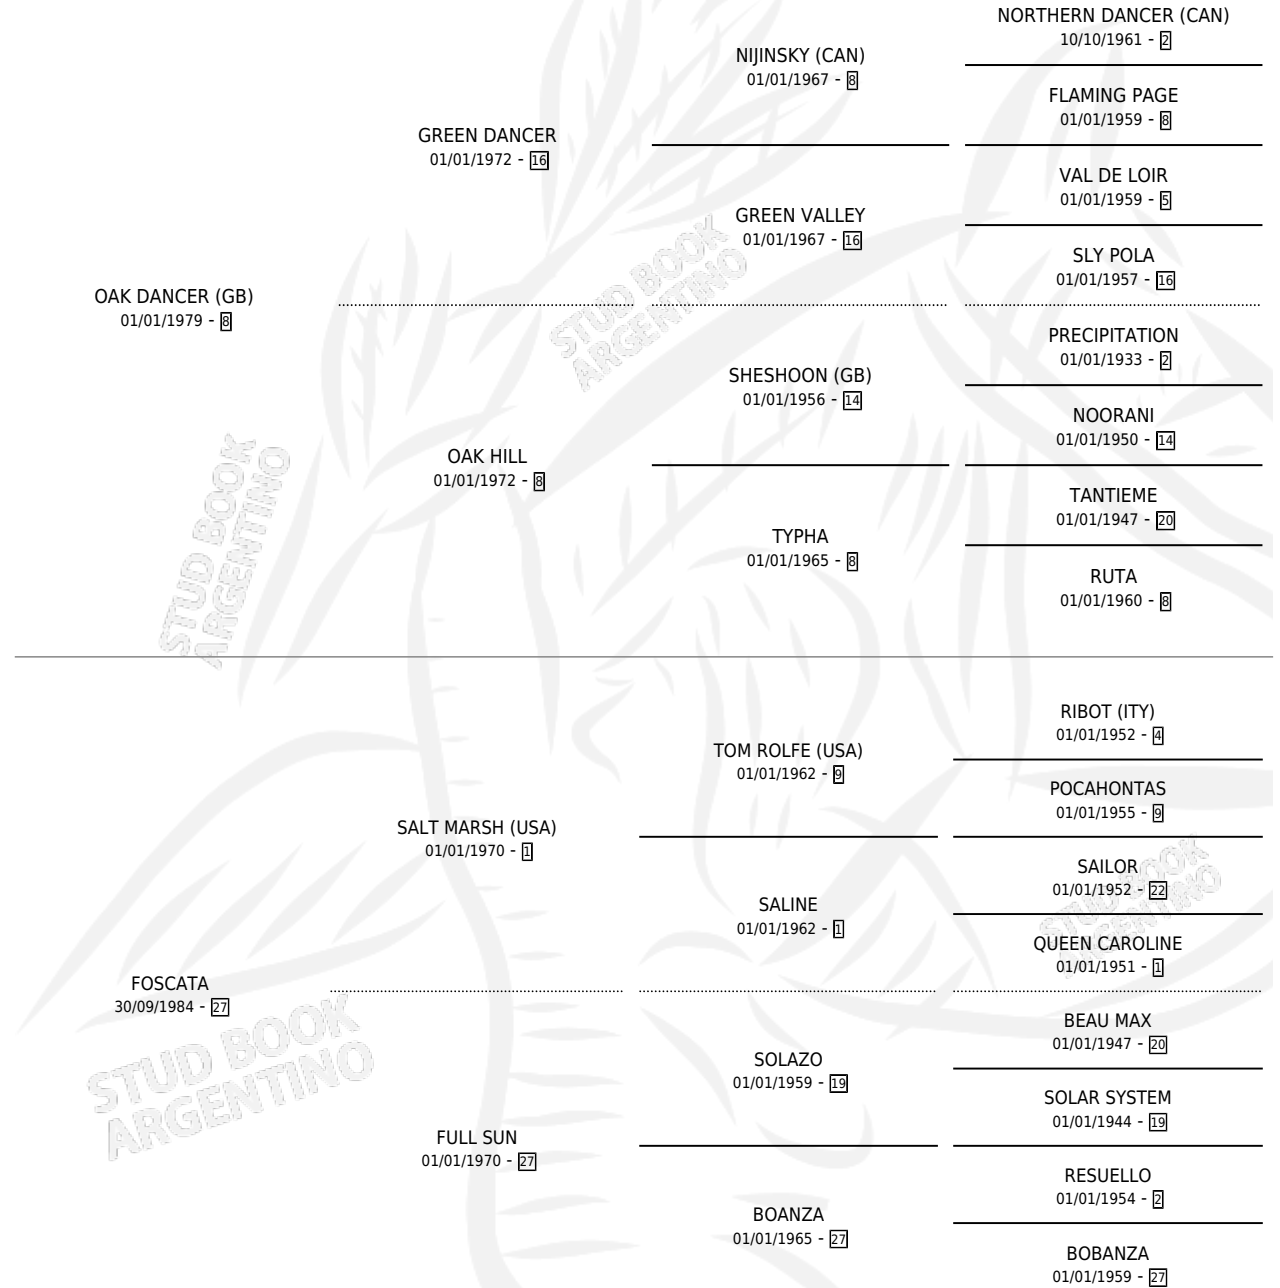 NORTHERN DANCER (CAN)
10/10/1961 - 2
NIJINSKY (CAN)
01/01/1967 - 8
FLAMING PAGE
01/01/1959 - 8
GREEN DANCER
01/01/1972 - 16
VAL DE LOIR
01/01/1959 - 5
GREEN VALLEY
01/01/1967 - 16
SLY POLA
01/01/1957 - 16
OAK DANCER (GB)
01/01/1979 - 8
PRECIPITATION
01/01/1933 - 2
SHESHOON (GB)
01/01/1956 - 14
NOORANI
01/01/1950 - 14
OAK HILL
01/01/1972 - 8
TANTIEME
01/01/1947 - 20
TYPHA
01/01/1965 - 8
RUTA
01/01/1960 - 8
RIBOT (ITY)
01/01/1952 - 4
TOM ROLFE (USA)
01/01/1962 - 9
POCAHONTAS
01/01/1955 - 9
SALT MARSH (USA)
01/01/1970 - 1
SAILOR
01/01/1952 - 22
SALINE
01/01/1962 - 1
QUEEN CAROLINE
01/01/1951 - 1
FOSCATA
30/09/1984 - 27
BEAU MAX
01/01/1947 - 20
SOLAZO
01/01/1959 - 19
SOLAR SYSTEM
01/01/1944 - 19
FULL SUN
01/01/1970 - 27
RESUELLO
01/01/1954 - 2
BOANZA
01/01/1965 - 27
BOBANZA
01/01/1959 - 27
STUD BOOK
ARGENTINO
STUD BOOK
ARGENTINO
STUD BOOK
ARGENTINO
STUD BOOK
ARGENTINO